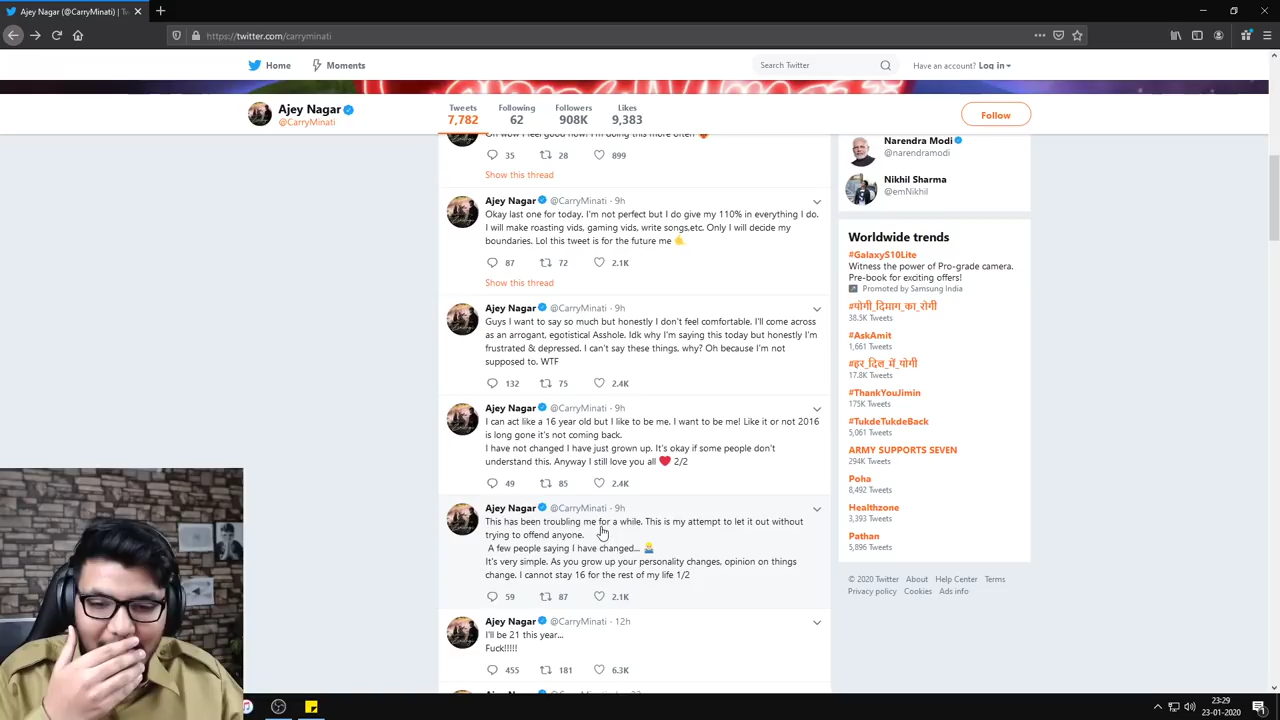 Ajey Nagar (@CarryMinati) | Tw
https://twitter.com/carryminati
Home
Moments
Search Twitter
Have an account? Log in
Ajey Nagar
@CarryMinati
Tweets
7,782
Following
62
Followers
908K
Likes
9,383
Follow
Oh wow I feel good now! I'm doing this more often
35 28 899
Show this thread
Ajey Nagar @CarryMinati · 9h
Okay last one for today. I'm not perfect but I do give my 110% in everything I do.
I will make roasting vids, gaming vids, write songs,etc. Only I will decide my
boundaries. Lol this tweet is for the future me
87 72 2.1K
Show this thread
Ajey Nagar @CarryMinati · 9h
Guys I want to say so much but honestly I don't feel comfortable. I'll come across
as an arrogant, egotistical Asshole. Idk why I'm saying this today but honestly I'm
frustrated & depressed. I can't say these things, why? Oh because I'm not
supposed to. WTF
132 75 2.4K
Ajey Nagar @CarryMinati · 9h
I can act like a 16 year old but I like to be me. I want to be me! Like it or not 2016
is long gone it's not coming back.
I have not changed I have just grown up. It's okay if some people don't
understand this. Anyway I still love you all ❤ 2/2
49 85 2.4K
Ajey Nagar @CarryMinati · 9h
This has been troubling me for a while. This is my attempt to let it out without
trying to offend anyone.
A few people saying I have changed...
It's very simple. As you grow up your personality changes, opinion on things
change. I cannot stay 16 for the rest of my life 1/2
59 87 2.1K
Ajey Nagar @CarryMinati · 12h
I'll be 21 this year...
Fuck!!!!!
455 181 6.3K
Narendra Modi
@narendramodi
Nikhil Sharma
@emNikhil
Worldwide trends
#GalaxyS10Lite
Witness the power of Pro-grade camera.
Pre-book for exciting offers!
Promoted by Samsung India
#योगी_दिमाग_का_रोगी
38.5K Tweets
#AskAmit
1,661 Tweets
#हर_दिल_में_योगी
17.8K Tweets
#ThankYouJimin
175K Tweets
#TukdeTukdeBack
5,061 Tweets
ARMY SUPPORTS SEVEN
294K Tweets
Poha
8,492 Tweets
Healthzone
3,393 Tweets
Pathan
5,896 Tweets
© 2020 Twitter About Help Center Terms
Privacy policy Cookies Ads info
23:29
23-01-2020